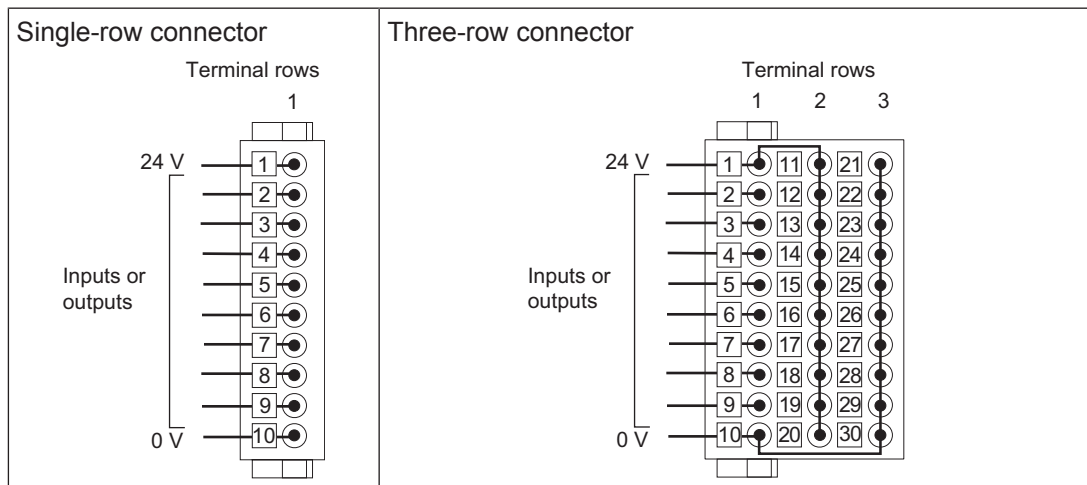 Single-row connector
Terminal rows
1
24 V
1
2
3
4
5
6
7
8
9
10
Inputs or
outputs
0 V
Three-row connector
Terminal rows
1 2 3
24 V
1 11 21
2 12 22
3 13 23
4 14 24
5 15 25
6 16 26
7 17 27
8 18 28
9 19 29
10 20 30
Inputs or
outputs
0 V